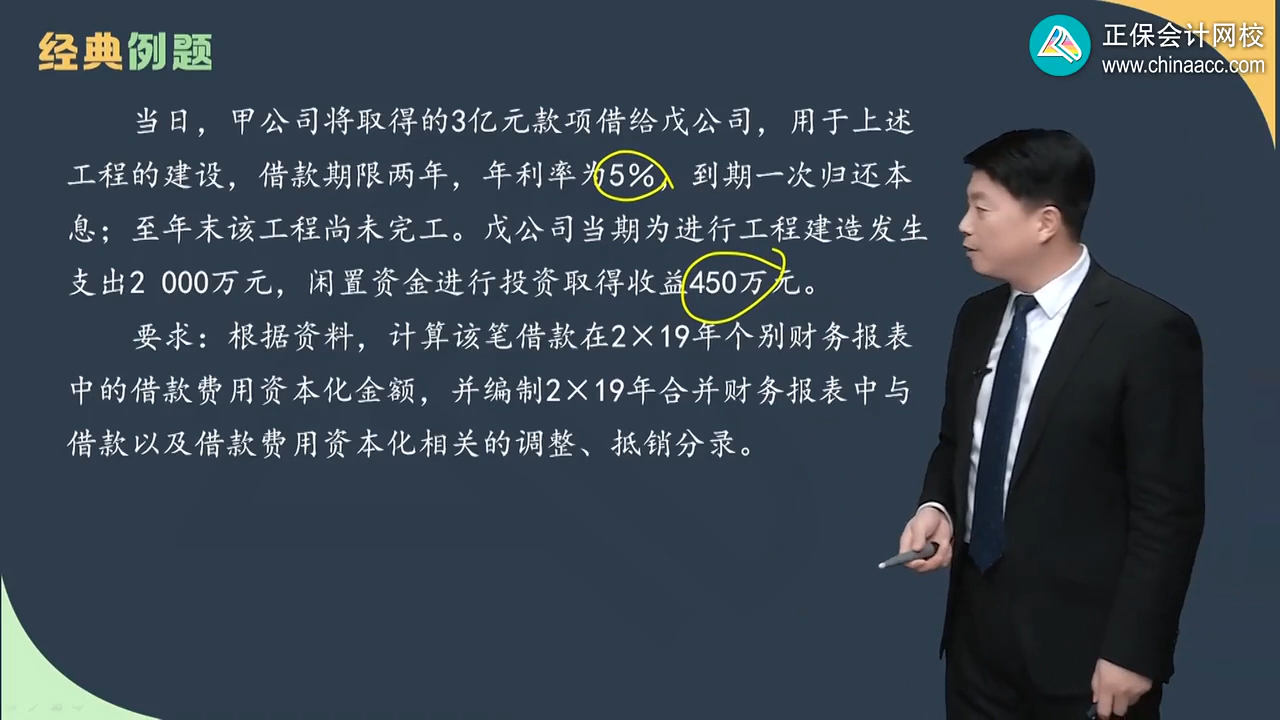 经典例题
正保会计网校
www.chinaacc.com
当日，甲公司将取得的3亿元款项借给戊公司，用于上述
工程的建设，借款期限两年，年利率为5%，到期一次归还本
息；至年末该工程尚未完工。戊公司当期为进行工程建造发生
支出2 000万元，闲置资金进行投资取得收益450万元。
要求：根据资料，计算该笔借款在2×19年个别财务报表
中的借款费用资本化金额，并编制2×19年合并财务报表中与
借款以及借款费用资本化相关的调整、抵销分录。